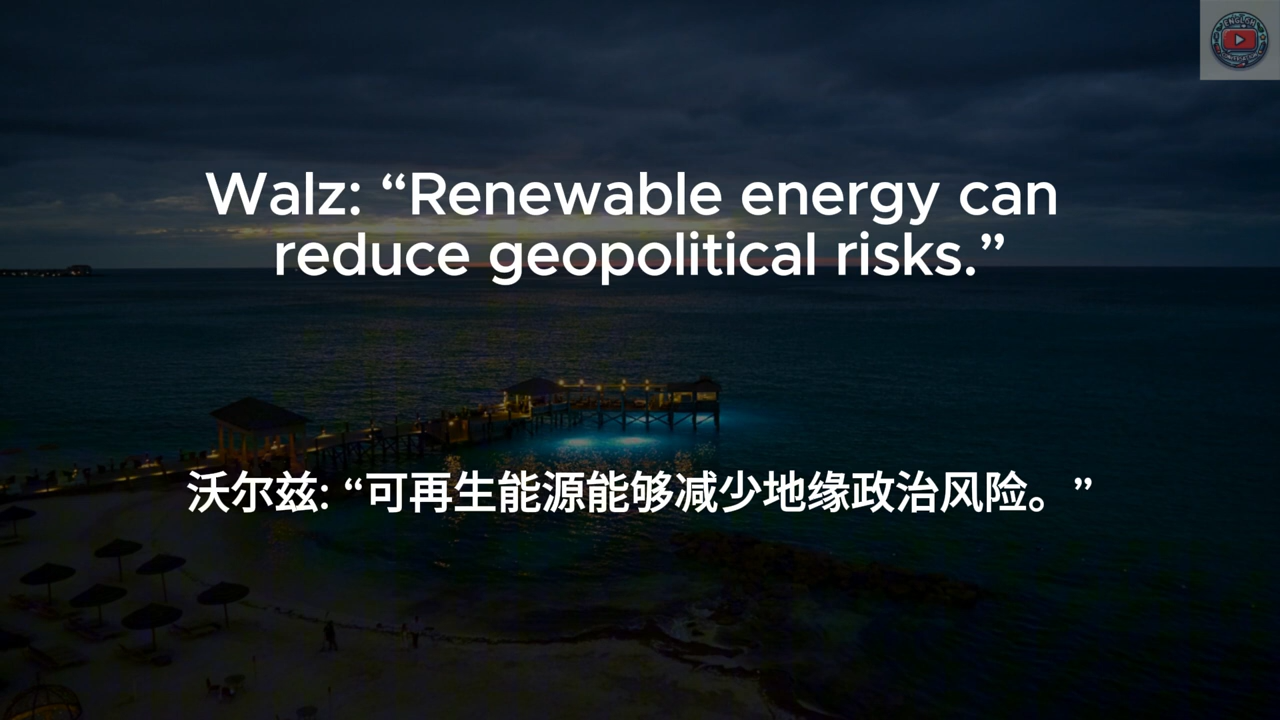 Walz: “Renewable energy can
reduce geopolitical risks.”
沃尔兹: “可再生能源能够减少地缘政治风险。”